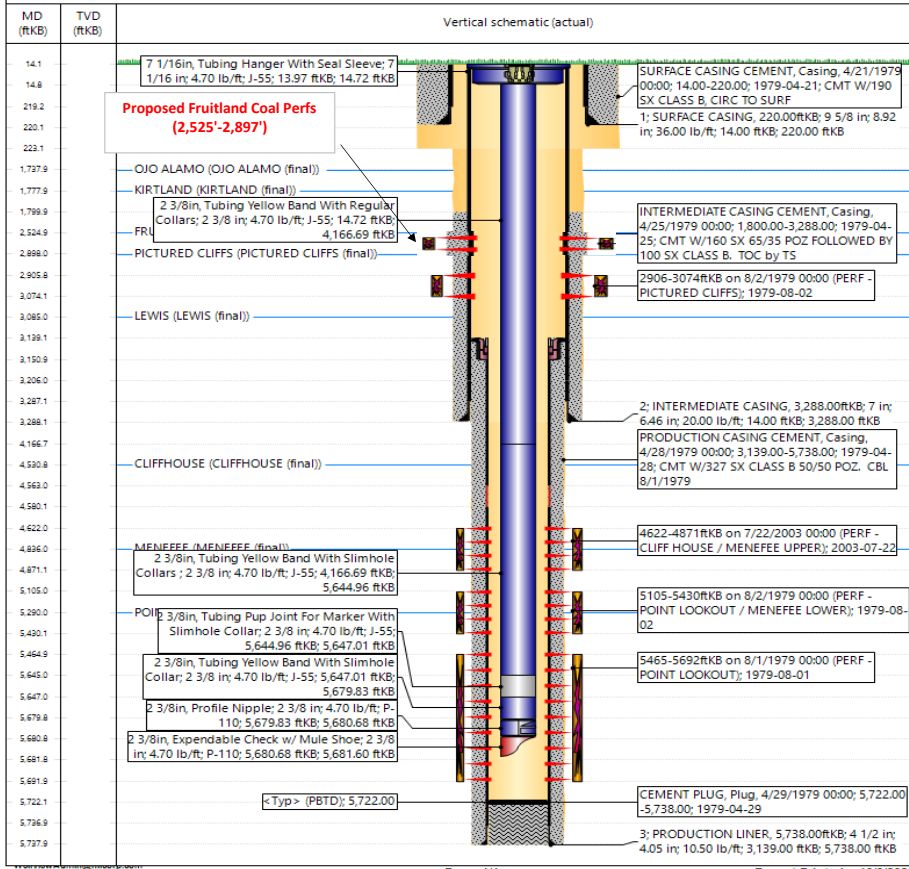 MD
(ftKB)
TVD
(ftKB)
Vertical schematic (actual)
14.1
14.8
219.2
220.1
223.1
1,737.9
1,777.9
1,799.9
2,524.9
2,898.0
2,905.8
3,074.1
3,085.0
3,139.1
3,150.9
3,206.0
3,287.1
3,288.1
4,166.7
4,530.8
4,563.0
4,580.1
4,622.0
4,836.0
4,871.1
5,105.0
5,290.0
5,430.1
5,464.9
5,645.0
5,647.0
5,679.8
5,680.8
5,681.8
5,691.9
5,722.1
5,736.9
5,737.9
7 1/16in, Tubing Hanger With Seal Sleeve; 7
1/16 in; 4.70 lb/ft; J-55; 13.97 ftKB; 14.72 ftKB
Proposed Fruitland Coal Perfs
(2,525'-2,897')
OJO ALAMO (OJO ALAMO (final))
KIRTLAND (KIRTLAND (final))
2 3/8in, Tubing Yellow Band With Regular
Collars; 2 3/8 in; 4.70 lb/ft; J-55; 14.72 ftKB;
4,166.69 ftKB
FRU
PICTURED CLIFFS (PICTURED CLIFFS (final))
LEWIS (LEWIS (final))
CLIFFHOUSE (CLIFFHOUSE (final))
MENEFEE (MENEFEE (final))
2 3/8in, Tubing Yellow Band With Slimhole
Collars ; 2 3/8 in; 4.70 lb/ft; J-55; 4,166.69 ftKB;
5,644.96 ftKB
POIN
2 3/8in, Tubing Pup Joint For Marker With
Slimhole Collar; 2 3/8 in; 4.70 lb/ft; J-55;
5,644.96 ftKB; 5,647.01 ftKB
2 3/8in, Tubing Yellow Band With Slimhole
Collar; 2 3/8 in; 4.70 lb/ft; J-55; 5,647.01 ftKB;
5,679.83 ftKB
2 3/8in, Profile Nipple; 2 3/8 in; 4.70 lb/ft; P-
110; 5,679.83 ftKB; 5,680.68 ftKB
2 3/8in, Expendable Check w/ Mule Shoe; 2 3/8
in; 4.70 lb/ft; P-110; 5,680.68 ftKB; 5,681.60 ftKB
<Typ> (PBTD); 5,722.00
SURFACE CASING CEMENT, Casing, 4/21/1979
00:00; 14.00-220.00; 1979-04-21; CMT W/190
SX CLASS B, CIRC TO SURF
1; SURFACE CASING, 220.00ftKB; 9 5/8 in; 8.92
in; 36.00 lb/ft; 14.00 ftKB; 220.00 ftKB
INTERMEDIATE CASING CEMENT, Casing,
4/25/1979 00:00; 1,800.00-3,288.00; 1979-04-
25; CMT W/160 SX 65/35 POZ FOLLOWED BY
100 SX CLASS B.  TOC by TS
2906-3074ftKB on 8/2/1979 00:00 (PERF -
PICTURED CLIFFS); 1979-08-02
2; INTERMEDIATE CASING, 3,288.00ftKB; 7 in;
6.46 in; 20.00 lb/ft; 14.00 ftKB; 3,288.00 ftKB
PRODUCTION CASING CEMENT, Casing,
4/28/1979 00:00; 3,139.00-5,738.00; 1979-04-
28; CMT W/327 SX CLASS B 50/50 POZ.  CBL
8/1/1979
4622-4871ftKB on 7/22/2003 00:00 (PERF -
CLIFF HOUSE / MENEFEE UPPER); 2003-07-22
5105-5430ftKB on 8/2/1979 00:00 (PERF -
POINT LOOKOUT / MENEFEE LOWER); 1979-08-
02
5465-5692ftKB on 8/1/1979 00:00 (PERF -
POINT LOOKOUT); 1979-08-01
CEMENT PLUG, Plug, 4/29/1979 00:00; 5,722.00
-5,738.00; 1979-04-29
3; PRODUCTION LINER, 5,738.00ftKB; 4 1/2 in;
4.05 in; 10.50 lb/ft; 3,139.00 ftKB; 5,738.00 ftKB